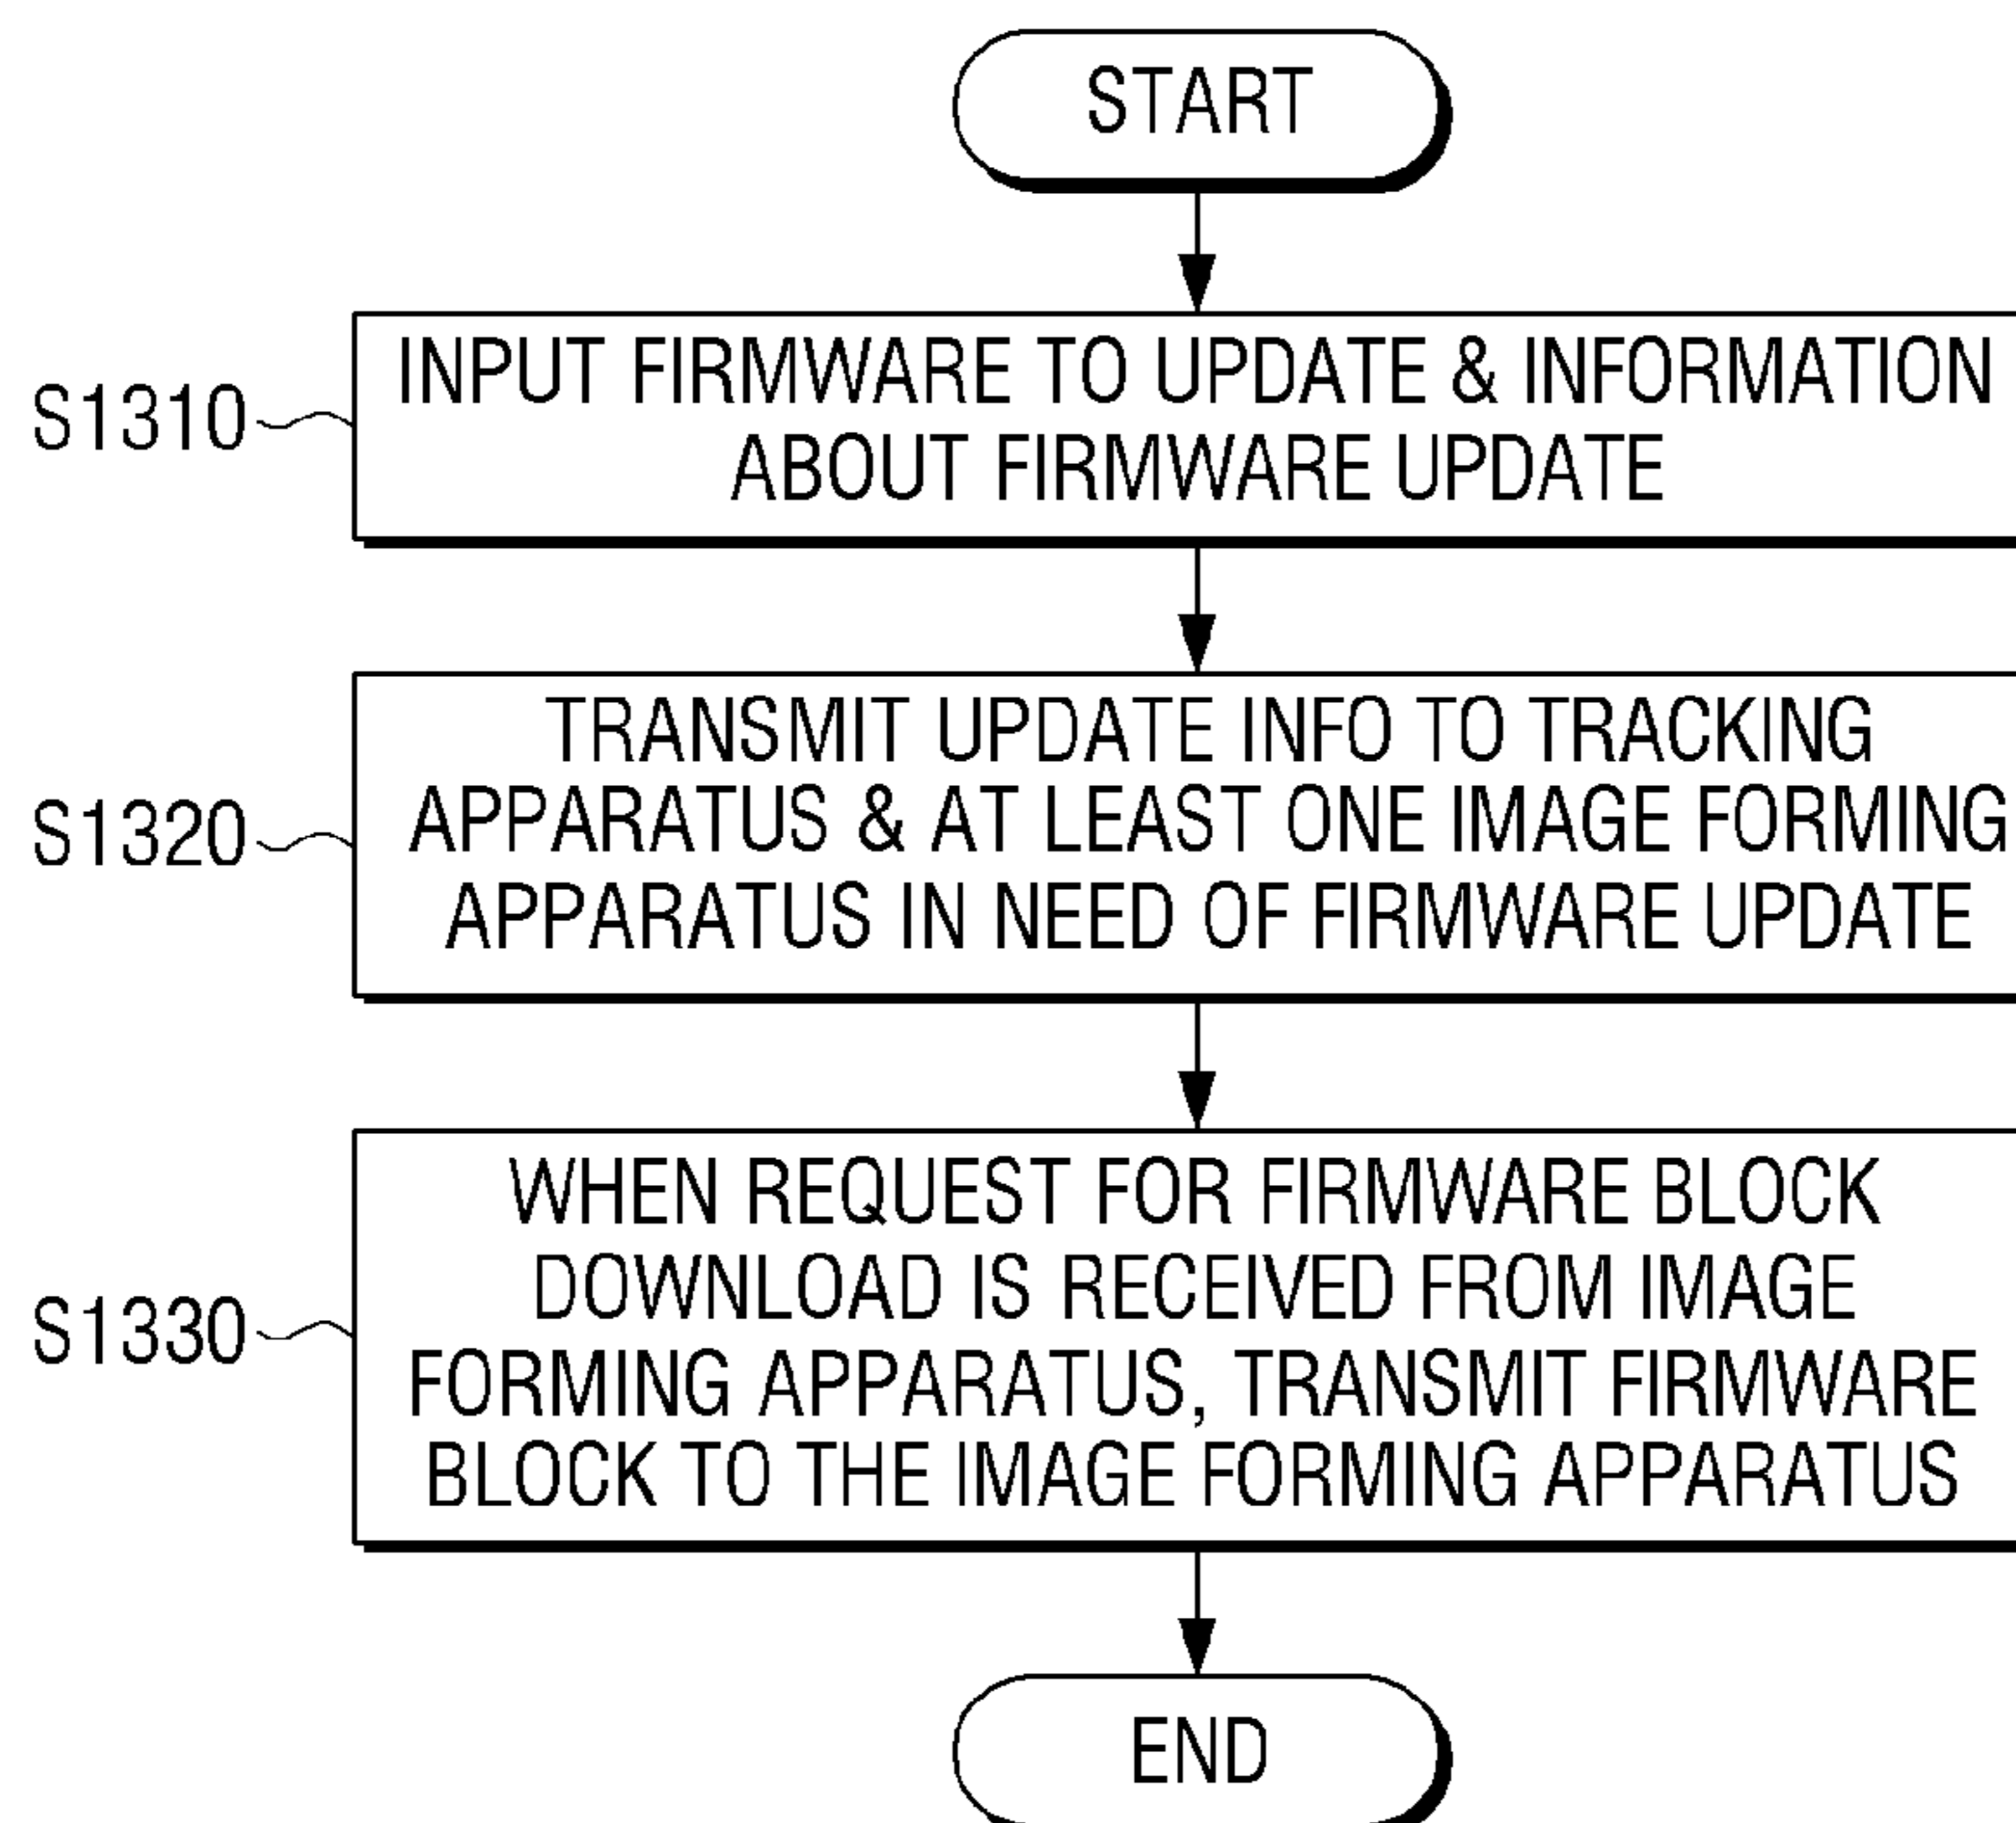 START
S1310
INPUT FIRMWARE TO UPDATE & INFORMATION
ABOUT FIRMWARE UPDATE
S1320
TRANSMIT UPDATE INFO TO TRACKING
APPARATUS & AT LEAST ONE IMAGE FORMING
APPARATUS IN NEED OF FIRMWARE UPDATE
S1330
WHEN REQUEST FOR FIRMWARE BLOCK
DOWNLOAD IS RECEIVED FROM IMAGE
FORMING APPARATUS, TRANSMIT FIRMWARE
BLOCK TO THE IMAGE FORMING APPARATUS
END